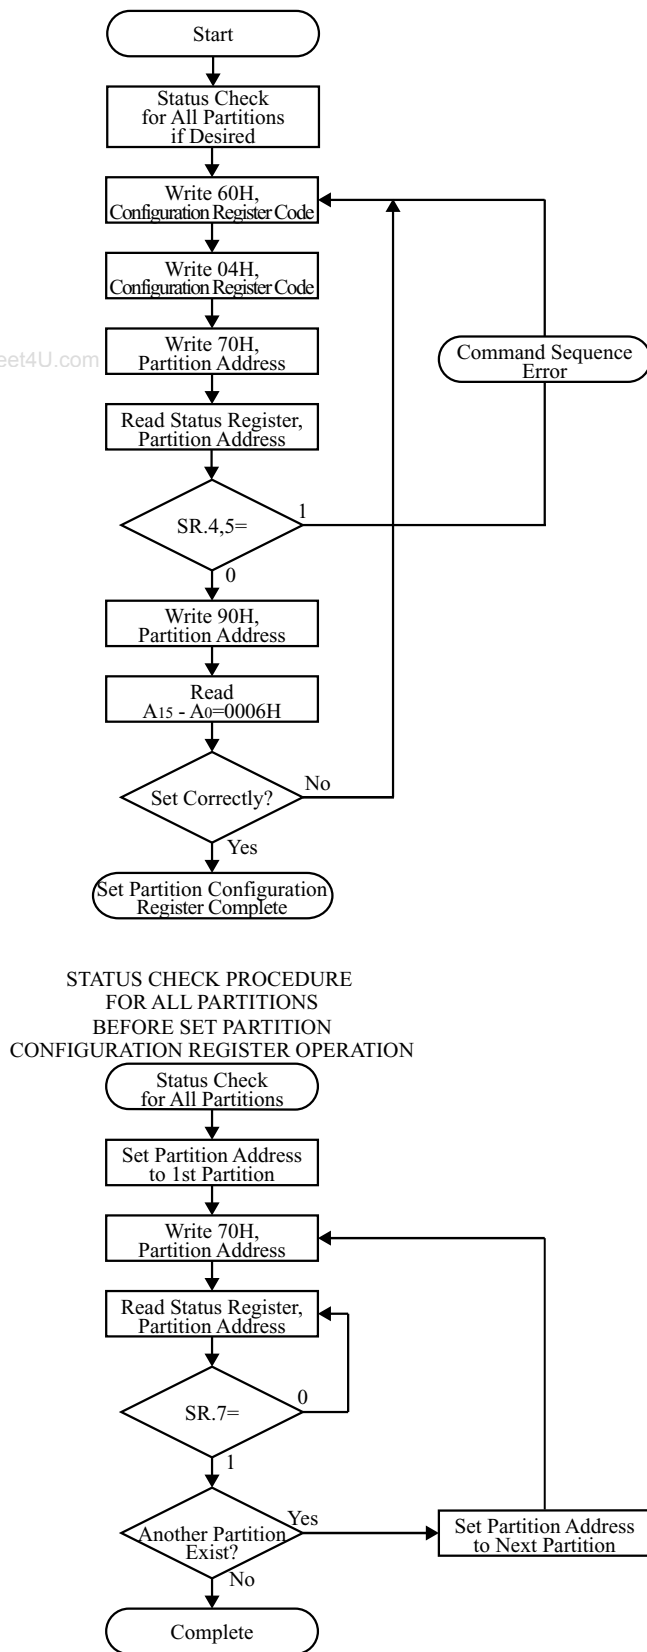 Start
Status Check
for All Partitions
if Desired
Write 60H,
Configuration Register Code
Write 04H,
Configuration Register Code
Write 70H,
Partition Address
eet4U.com
Command Sequence
Error
Read Status Register,
Partition Address
SR.4,5=
1
0
Write 90H,
Partition Address
Read
A15 - A0=0006H
Set Correctly?
No
Yes
Set Partition Configuration
Register Complete
STATUS CHECK PROCEDURE
FOR ALL PARTITIONS
BEFORE SET PARTITION
CONFIGURATION REGISTER OPERATION
Status Check
for All Partitions
Set Partition Address
to 1st Partition
Write 70H,
Partition Address
Read Status Register,
Partition Address
SR.7=
0
1
Another Partition
Exist?
Yes
No
Set Partition Address
to Next Partition
Complete